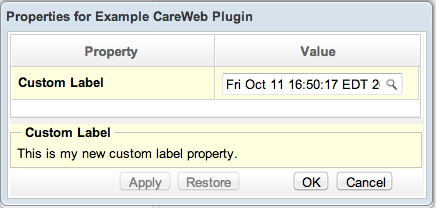 Properties for Example CareWeb Plugin
Property Value
Custom Label Fri Oct 11 16:50:17 EDT 2
Custom Label
This is my new custom label property.
Apply Restore OK Cancel